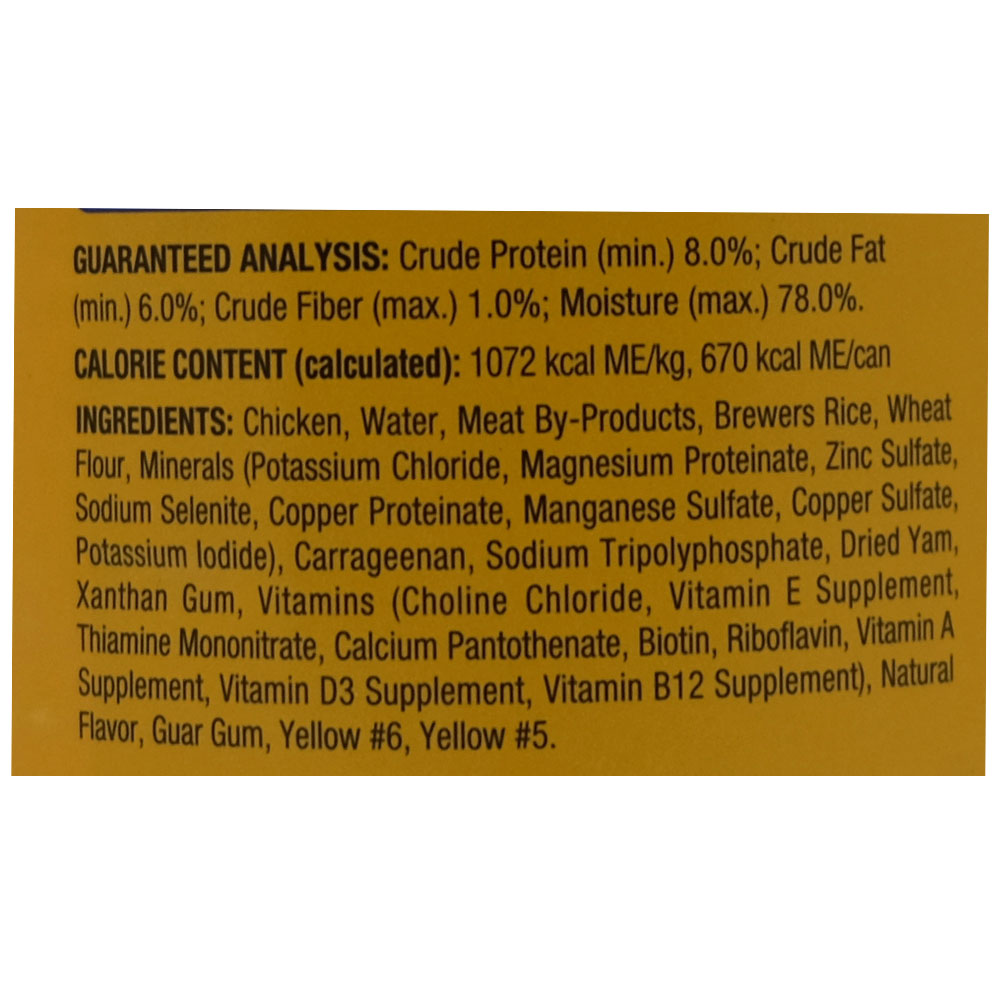 GUARANTEED ANALYSIS: Crude Protein (min.) 8.0%; Crude Fat
(min.) 6.0%; Crude Fiber (max.) 1.0%; Moisture (max.) 78.0%.
CALORIE CONTENT (calculated): 1072 kcal ME/kg, 670 kcal ME/can
INGREDIENTS: Chicken, Water, Meat By-Products, Brewers Rice, Wheat
Flour, Minerals (Potassium Chloride, Magnesium Proteinate, Zinc Sulfate,
Sodium Selenite, Copper Proteinate, Manganese Sulfate, Copper Sulfate,
Potassium Iodide), Carrageenan, Sodium Tripolyphosphate, Dried Yam,
Xanthan Gum, Vitamins (Choline Chloride, Vitamin E Supplement,
Thiamine Mononitrate, Calcium Pantothenate, Biotin, Riboflavin, Vitamin A
Supplement, Vitamin D3 Supplement, Vitamin B12 Supplement), Natural
Flavor, Guar Gum, Yellow #6, Yellow #5.